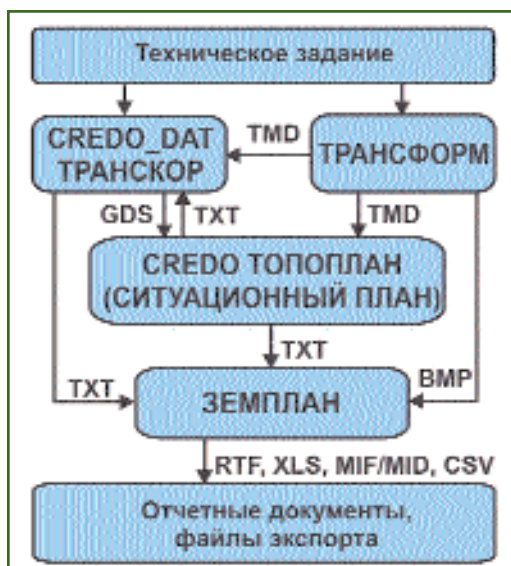 Техническое задание
CREDO_DAT
ТРАНСКОР
TMD
ТРАНСФОРМ
GDS
TXT
TMD
CREDO ТОПОПЛАН
(СИТУАЦИОННЫЙ ПЛАН)
TXT
TXT
ЗЕМПЛАН
BMP
RTF, XLS, MIF/MID, CSV
Отчетные документы,
файлы экспорта